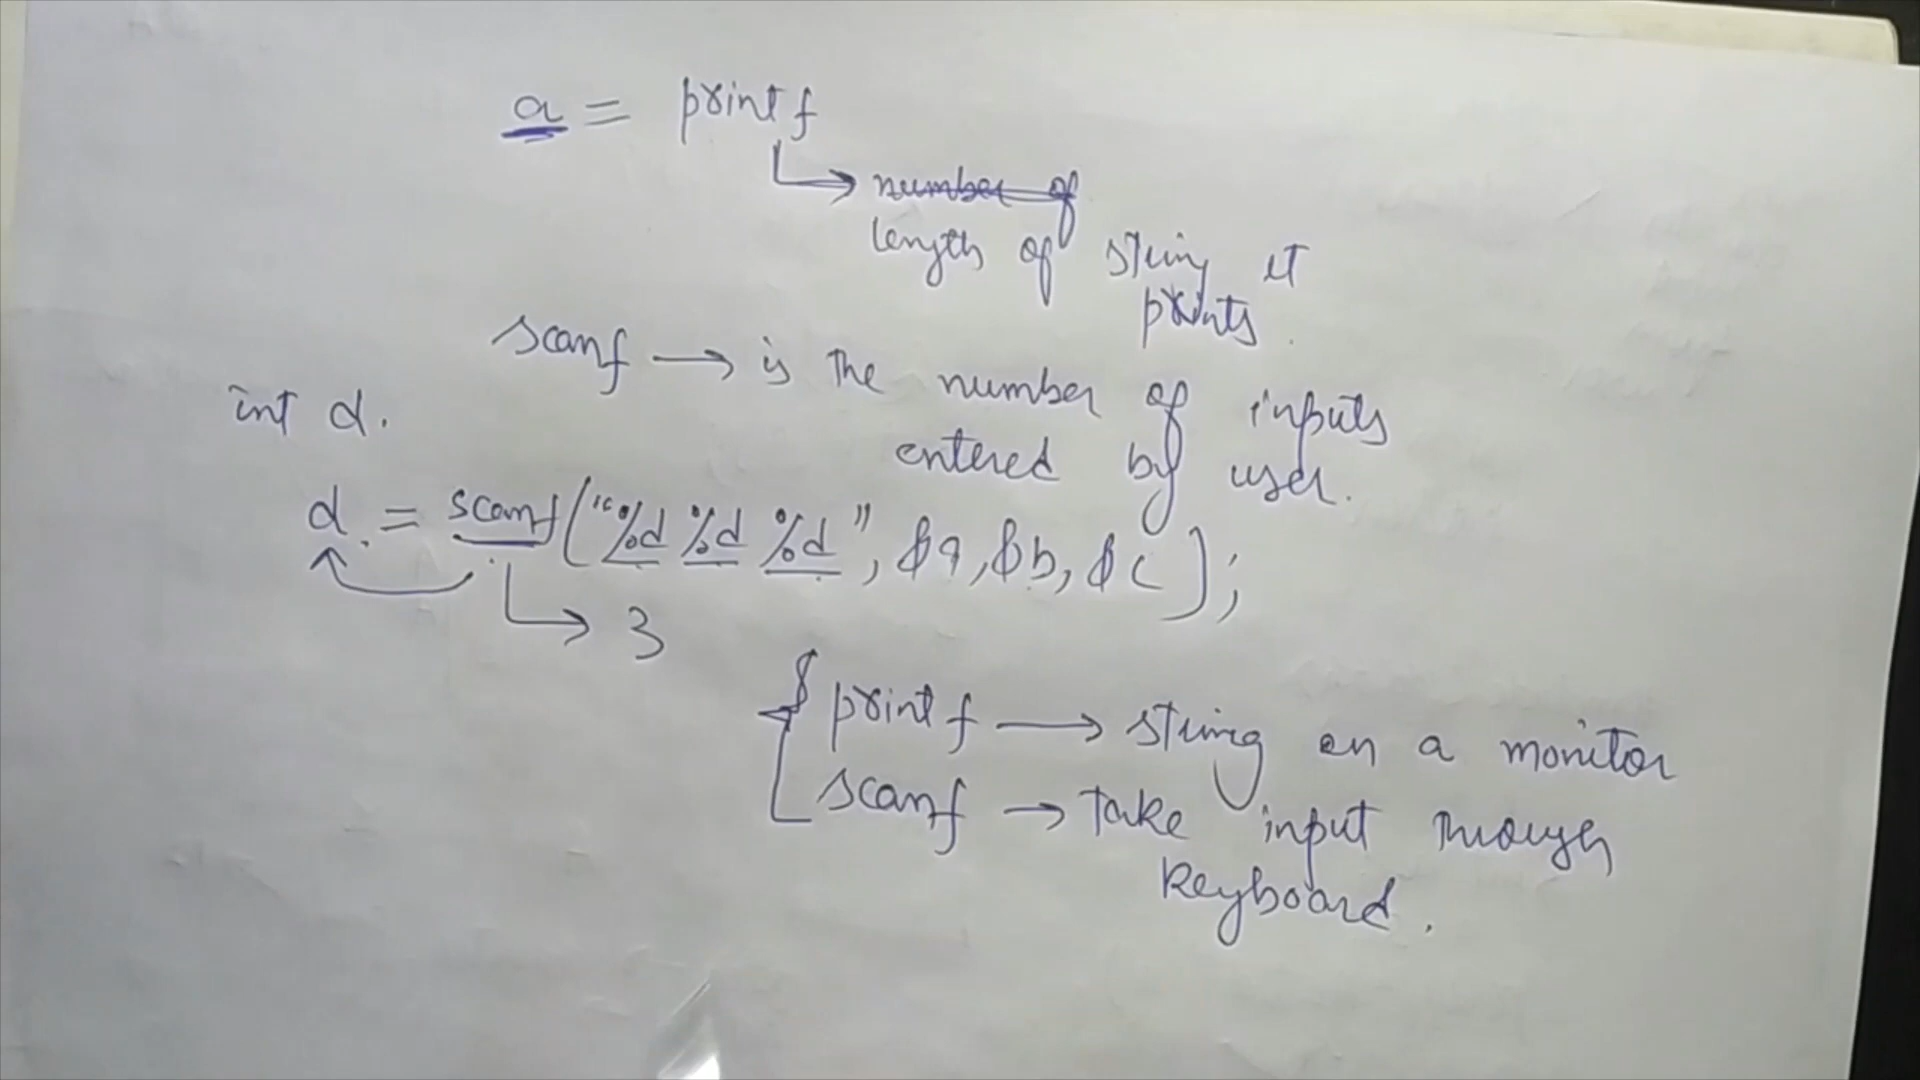 a = printf
number of
length of string it
prints.
scanf → is the number of inputs
entered by user.
int d.
d = scanf("%d %d %d", &a, &b, &c);
3
printf → string on a monitor
scanf → take input through
keyboard.